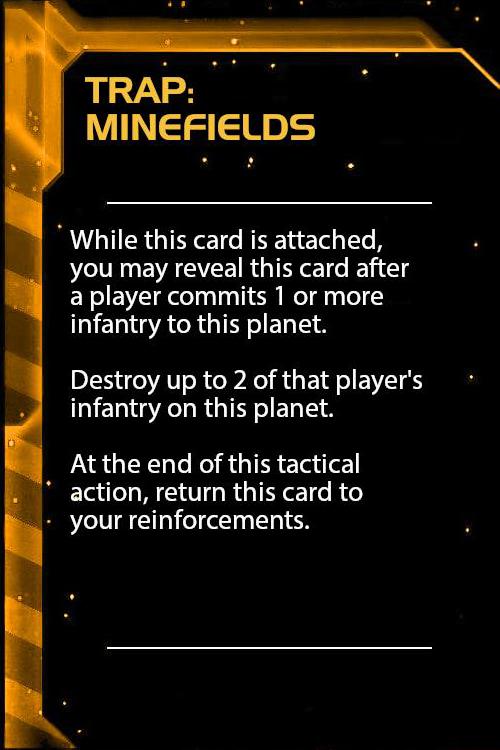 TRAP:
MINEFIELDS
While this card is attached,
you may reveal this card after
a player commits 1 or more
infantry to this planet.
Destroy up to 2 of that player's
infantry on this planet.
At the end of this tactical
action, return this card to
your reinforcements.